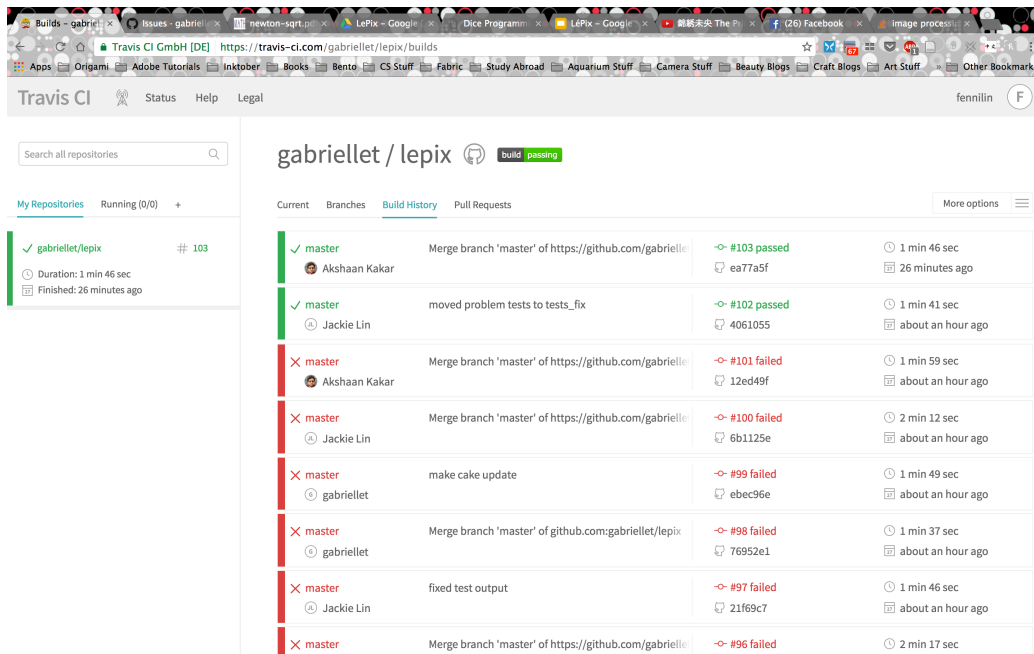 Builds – gabriel
Issues - gabriel
newton-sqrt.pd
LePix – Google
Dice Programm
LéPix – Google
錦綉未央 The Pr
(26) Facebook
image processin
Travis CI GmbH [DE] https://travis-ci.com/gabriellet/lepix/builds
67
Apps Origami Adobe Tutorials Inktober Books Bento CS Stuff Fabric Study Abroad Aquarium Stuff Camera Stuff Beauty Blogs Craft Blogs Art Stuff » Other Bookmark
Travis CI Status Help Legal fennilin F
Search all repositories
gabriellet / lepix build passing
My Repositories Running (0/0) +
Current Branches Build History Pull Requests More options
gabriellet/lepix # 103
Duration: 1 min 46 sec
Finished: 26 minutes ago
master Merge branch 'master' of https://github.com/gabrielle #103 passed 1 min 46 sec
Akshaan Kakar ea77a5f 26 minutes ago
master moved problem tests to tests_fix #102 passed 1 min 41 sec
JL Jackie Lin 4061055 about an hour ago
master Merge branch 'master' of https://github.com/gabrielle #101 failed 1 min 59 sec
Akshaan Kakar 12ed49f about an hour ago
master Merge branch 'master' of https://github.com/gabrielle #100 failed 2 min 12 sec
JL Jackie Lin 6b1125e about an hour ago
master make cake update #99 failed 1 min 49 sec
G gabriellet ebec96e about an hour ago
master Merge branch 'master' of github.com:gabriellet/lepix #98 failed 1 min 37 sec
G gabriellet 76952e1 about an hour ago
master fixed test output #97 failed 1 min 46 sec
JL Jackie Lin 21f69c7 about an hour ago
master Merge branch 'master' of https://github.com/gabrielle #96 failed 2 min 17 sec